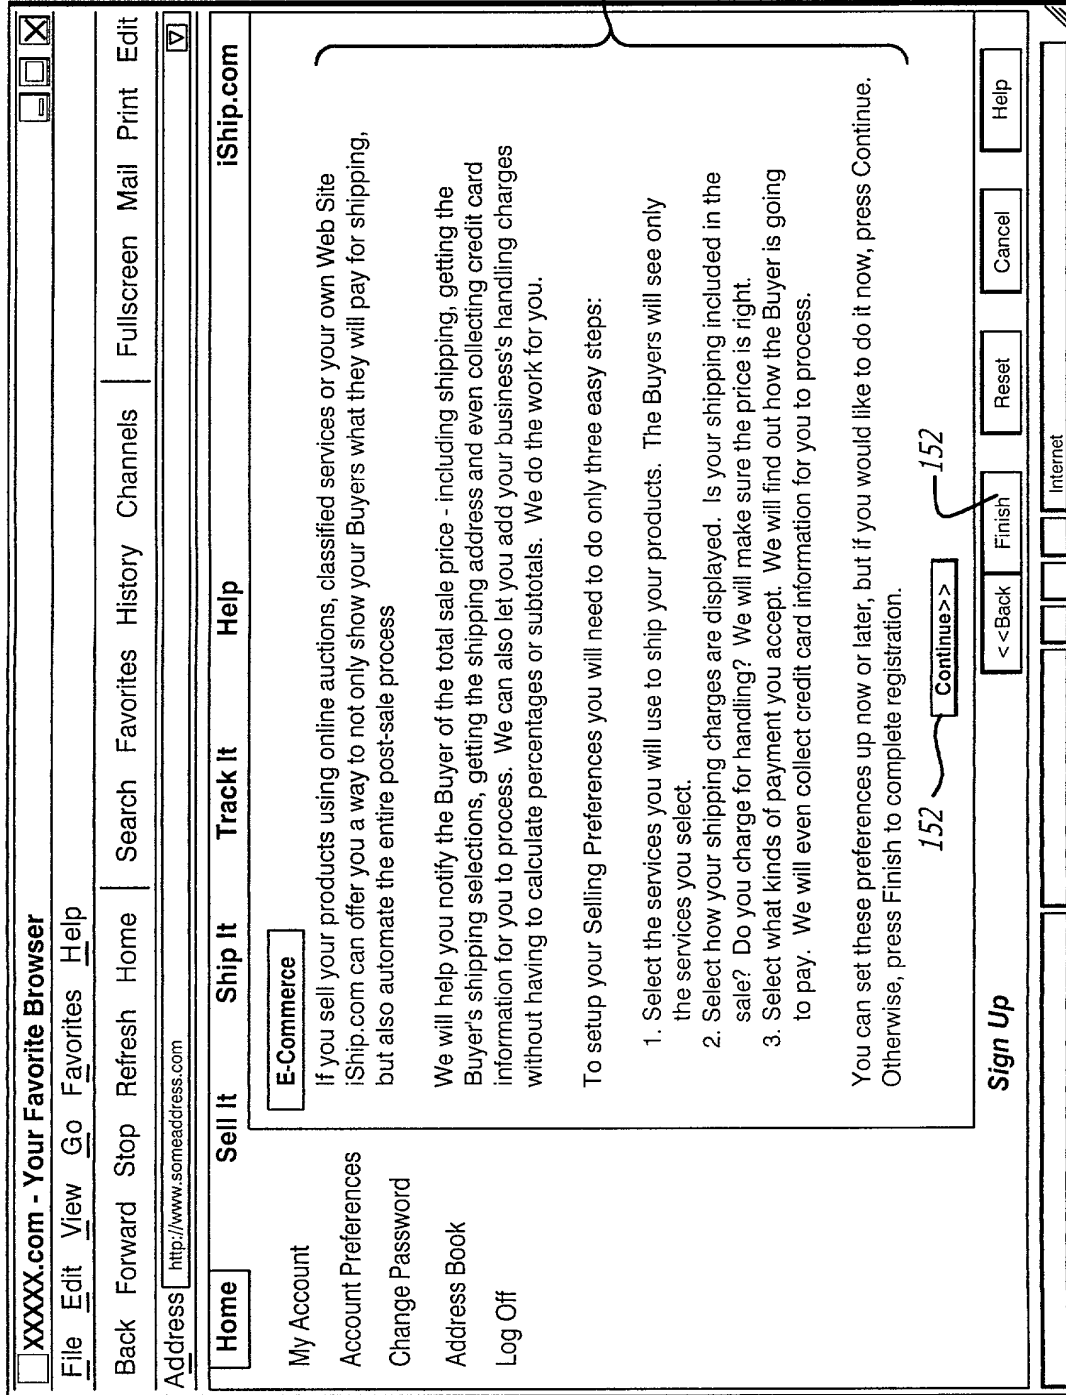 XXXXX.com - Your Favorite Browser
File Edit View Go Favorites Help
Back Forward Stop Refresh Home Search Favorites History Channels Fullscreen Mail Print Edit
Address http://www.someaddress.com
Home Sell It Ship It Track It Help iShip.com
My Account
Account Preferences
Change Password
Address Book
Log Off
E-Commerce
If you sell your products using online auctions, classified services or your own Web Site
iShip.com can offer you a way to not only show your Buyers what they will pay for shipping,
but also automate the entire post-sale process
We will help you notify the Buyer of the total sale price - including shipping, getting the
Buyer's shipping selections, getting the shipping address and even collecting credit card
information for you to process. We can also let you add your business's handling charges
without having to calculate percentages or subtotals. We do the work for you.
To setup your Selling Preferences you will need to do only three easy steps:
1. Select the services you will use to ship your products. The Buyers will see only
the services you select.
2. Select how your shipping charges are displayed. Is your shipping included in the
sale? Do you charge for handling? We will make sure the price is right.
3. Select what kinds of payment you accept. We will find out how the Buyer is going
to pay. We will even collect credit card information for you to process.
You can set these preferences up now or later, but if you would like to do it now, press Continue.
Otherwise, press Finish to complete registration.
152 Continue>> 152
Sign Up <<Back Finish Reset Cancel Help
Internet